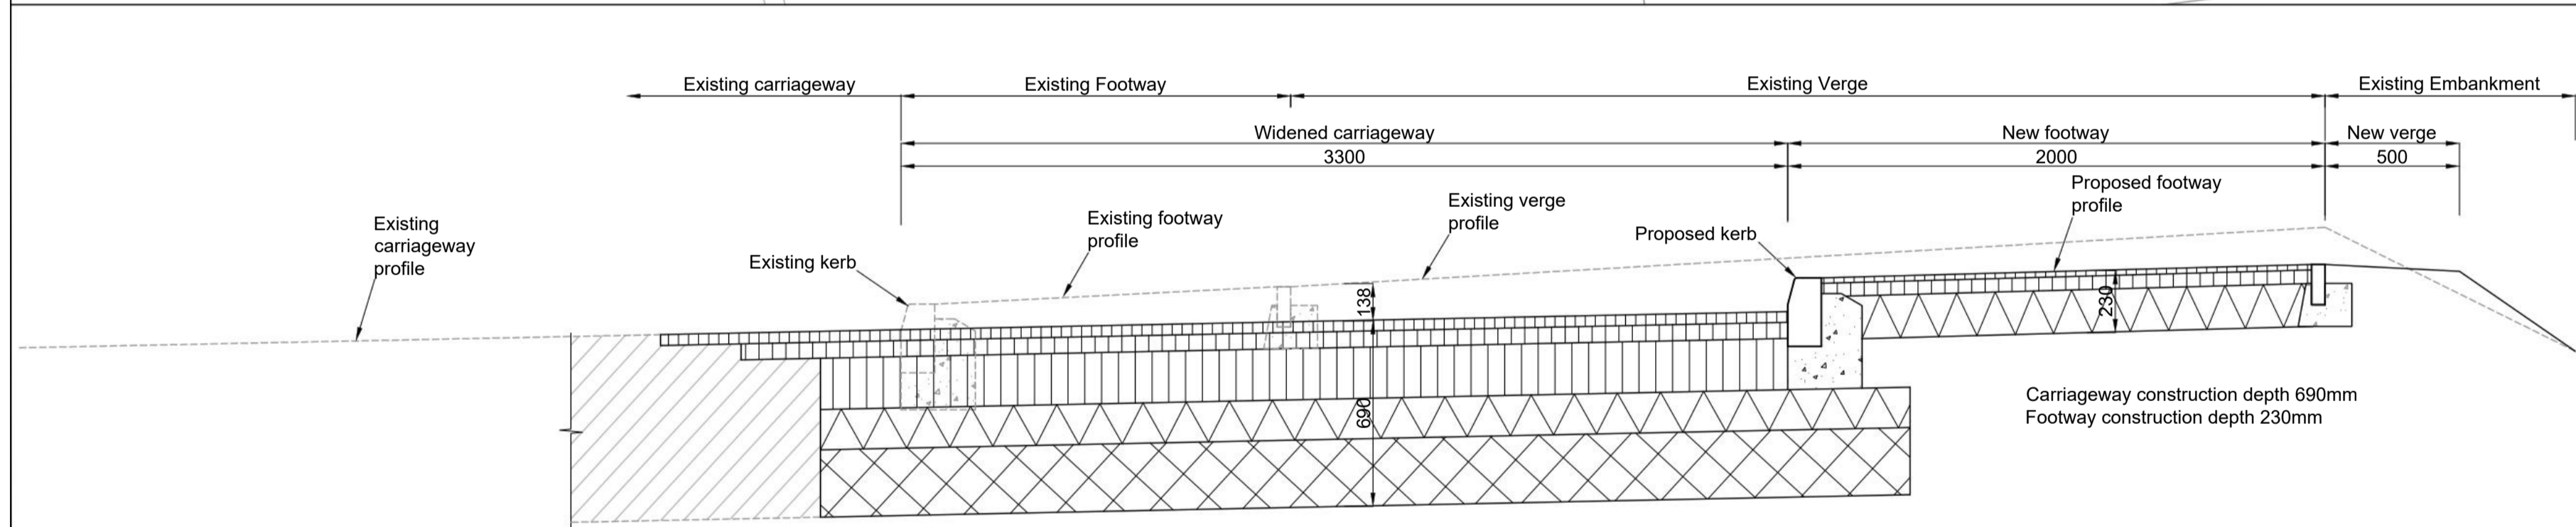 Existing carriageway
Existing Footway
Existing Verge
Existing Embankment
Widened carriageway
New footway
New verge
3300
2000
500
Existing
carriageway
profile
Existing kerb
Existing footway
profile
Existing verge
profile
Proposed kerb
Proposed footway
profile
138
690
230
Carriageway construction depth 690mm
Footway construction depth 230mm